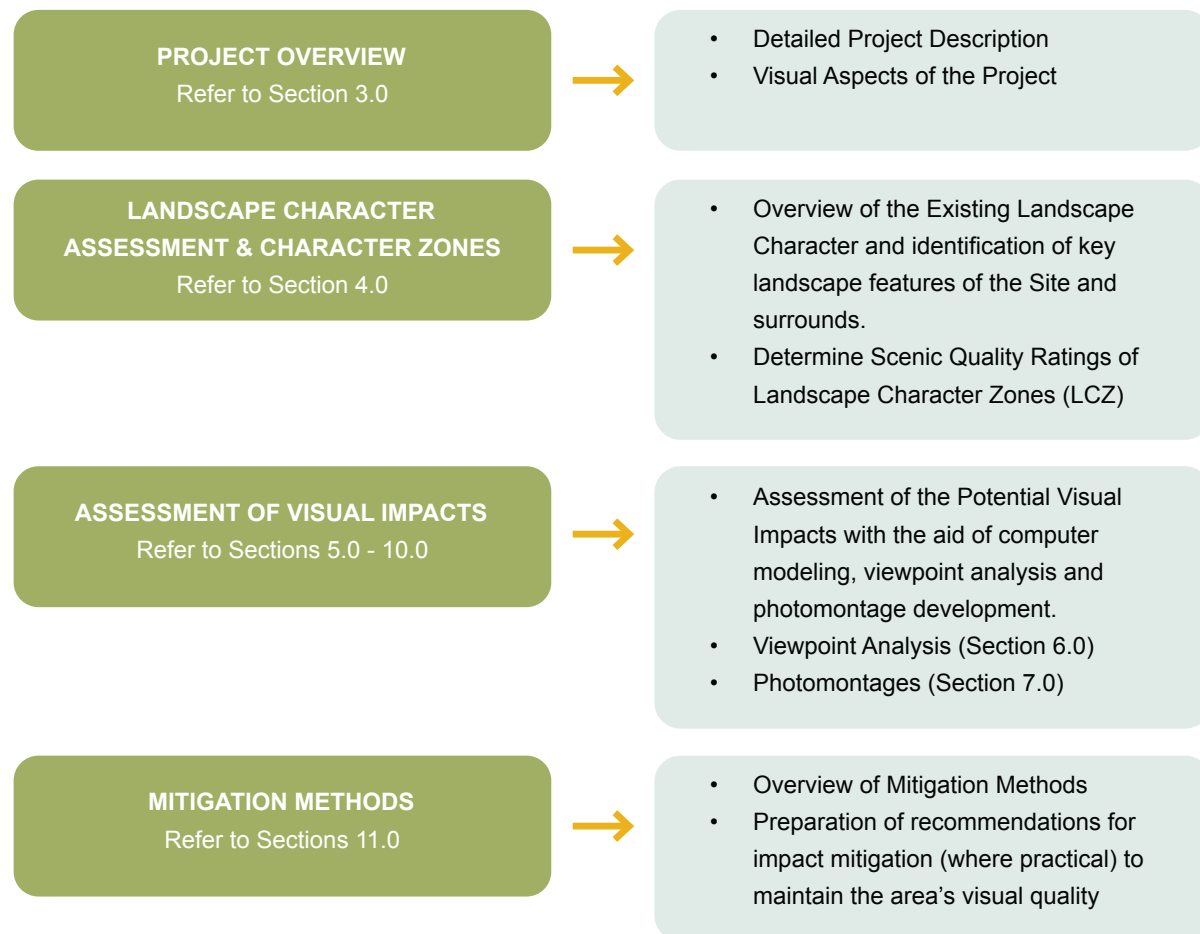 PROJECT OVERVIEW
Refer to Section 3.0
• Detailed Project Description
• Visual Aspects of the Project
LANDSCAPE CHARACTER
ASSESSMENT & CHARACTER ZONES
Refer to Section 4.0
• Overview of the Existing Landscape
Character and identification of key
landscape features of the Site and
surrounds.
• Determine Scenic Quality Ratings of
Landscape Character Zones (LCZ)
ASSESSMENT OF VISUAL IMPACTS
Refer to Sections 5.0 - 10.0
• Assessment of the Potential Visual
Impacts with the aid of computer
modeling, viewpoint analysis and
photomontage development.
• Viewpoint Analysis (Section 6.0)
• Photomontages (Section 7.0)
MITIGATION METHODS
Refer to Sections 11.0
• Overview of Mitigation Methods
• Preparation of recommendations for
impact mitigation (where practical) to
maintain the area’s visual quality